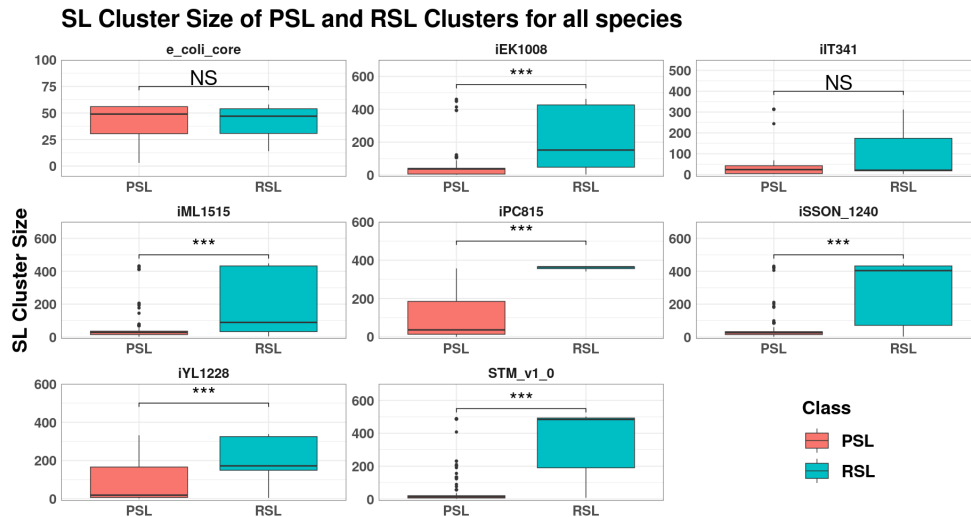 SL Cluster Size of PSL and RSL Clusters for all species
SL Cluster Size
e_coli_core
100
75
50
25
0
NS
PSL RSL
iEK1008
600
400
200
0
***
PSL RSL
iIT341
500
400
300
200
100
0
NS
PSL RSL
iML1515
600
400
200
0
***
PSL RSL
iPC815
600
400
200
0
***
PSL RSL
iSSON_1240
600
400
200
0
***
PSL RSL
iYL1228
600
400
200
0
***
PSL RSL
STM_v1_0
600
400
200
0
***
PSL RSL
Class
PSL
RSL